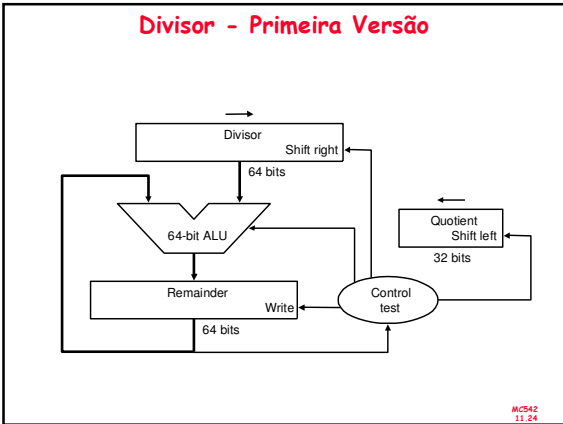 Divisor - Primeira Versão
Divisor
Shift right
64 bits
64-bit ALU
Quotient
Shift left
32 bits
Remainder
Write
64 bits
Control
test
MC542
11.24